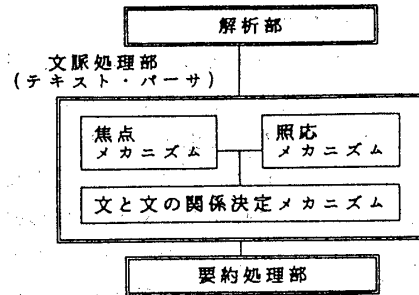 解析部
文脈処理部
(テキスト・パーサ)
焦点
メカニズム
照応
メカニズム
文と文の関係決定メカニズム
要約処理部